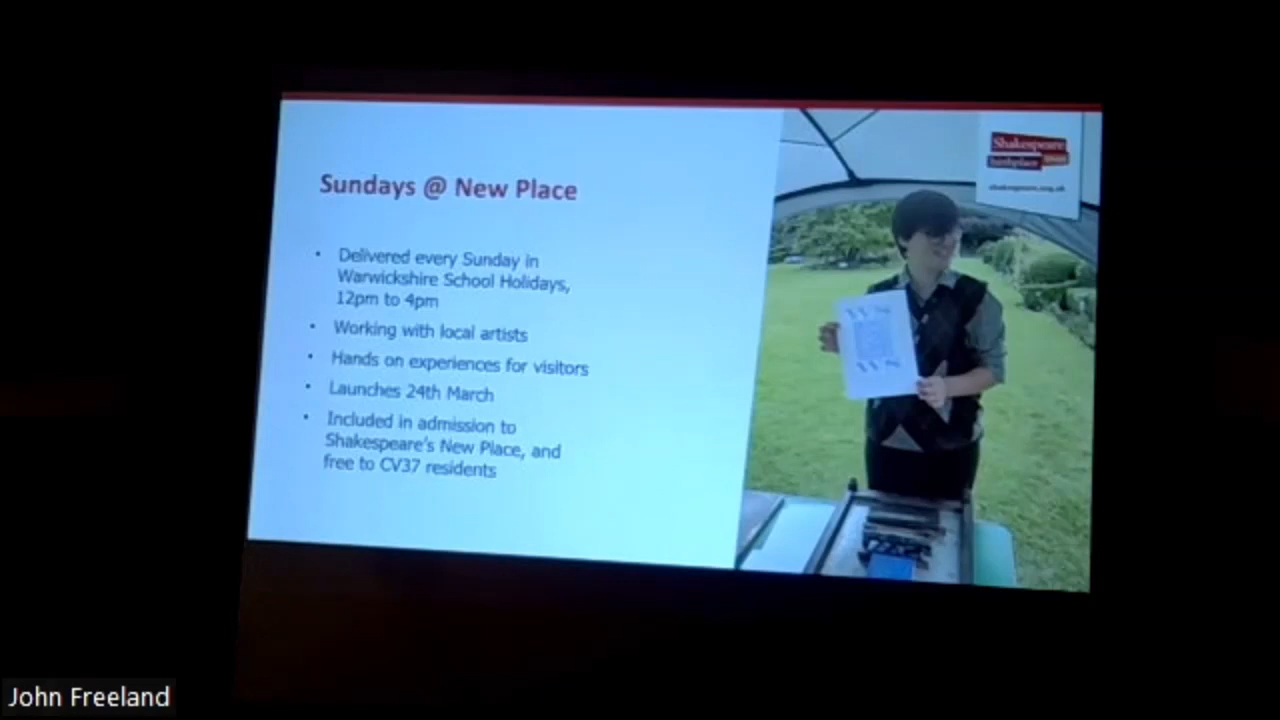 Shakespeare
birthplace
shakespeare.org.uk
Sundays @ New Place
• Delivered every Sunday in
Warwickshire School Holidays,
12pm to 4pm
• Working with local artists
• Hands on experiences for visitors
• Launches 24th March
• Included in admission to
Shakespeare's New Place, and
free to CV37 residents
John Freeland